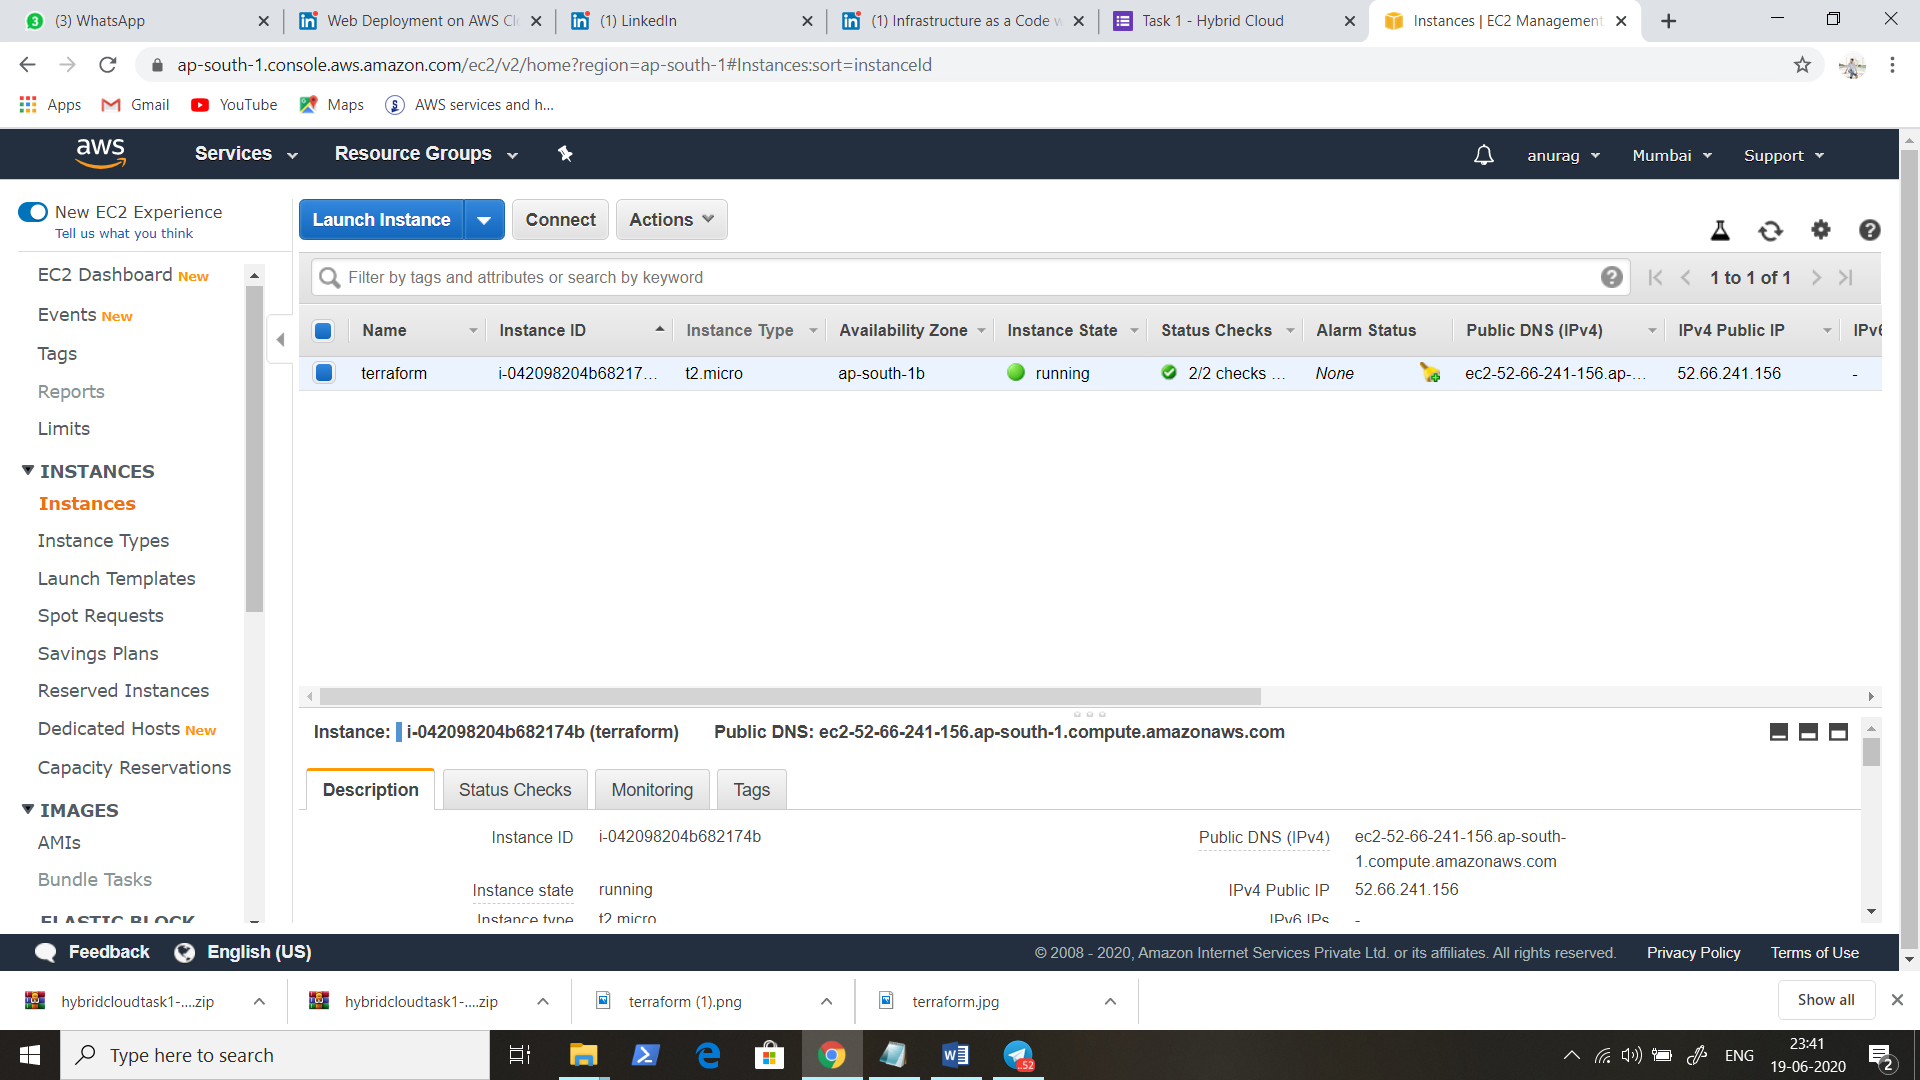 (3) WhatsApp
Web Deployment on AWS Cl
(1) LinkedIn
(1) Infrastructure as a Code w
Task 1 - Hybrid Cloud
Instances | EC2 Management
ap-south-1.console.aws.amazon.com/ec2/v2/home?region=ap-south-1#Instances:sort=instanceId
Apps Gmail YouTube Maps AWS services and h...
aws Services Resource Groups anurag Mumbai Support
New EC2 Experience
Tell us what you think
EC2 Dashboard New
Events New
Tags
Reports
Limits
INSTANCES
Instances
Instance Types
Launch Templates
Spot Requests
Savings Plans
Reserved Instances
Dedicated Hosts New
Capacity Reservations
IMAGES
AMIs
Bundle Tasks
ELASTIC BLOCK
Launch Instance Connect Actions
Filter by tags and attributes or search by keyword
1 to 1 of 1
Name Instance ID Instance Type Availability Zone Instance State Status Checks Alarm Status Public DNS (IPv4) IPv4 Public IP IPv6
terraform i-042098204b68217... t2.micro ap-south-1b running 2/2 checks ... None ec2-52-66-241-156.ap-... 52.66.241.156 -
Instance: i-042098204b682174b (terraform) Public DNS: ec2-52-66-241-156.ap-south-1.compute.amazonaws.com
Description Status Checks Monitoring Tags
Instance ID i-042098204b682174b
Public DNS (IPv4) ec2-52-66-241-156.ap-south-
1.compute.amazonaws.com
Instance state running
IPv4 Public IP 52.66.241.156
Instance type t2.micro
IPv6 IPs -
Feedback English (US)
© 2008 - 2020, Amazon Internet Services Private Ltd. or its affiliates. All rights reserved. Privacy Policy Terms of Use
hybridcloudtask1-....zip
hybridcloudtask1-....zip
terraform (1).png
terraform.jpg
Show all
Type here to search
52
ENG
23:41
19-06-2020
2